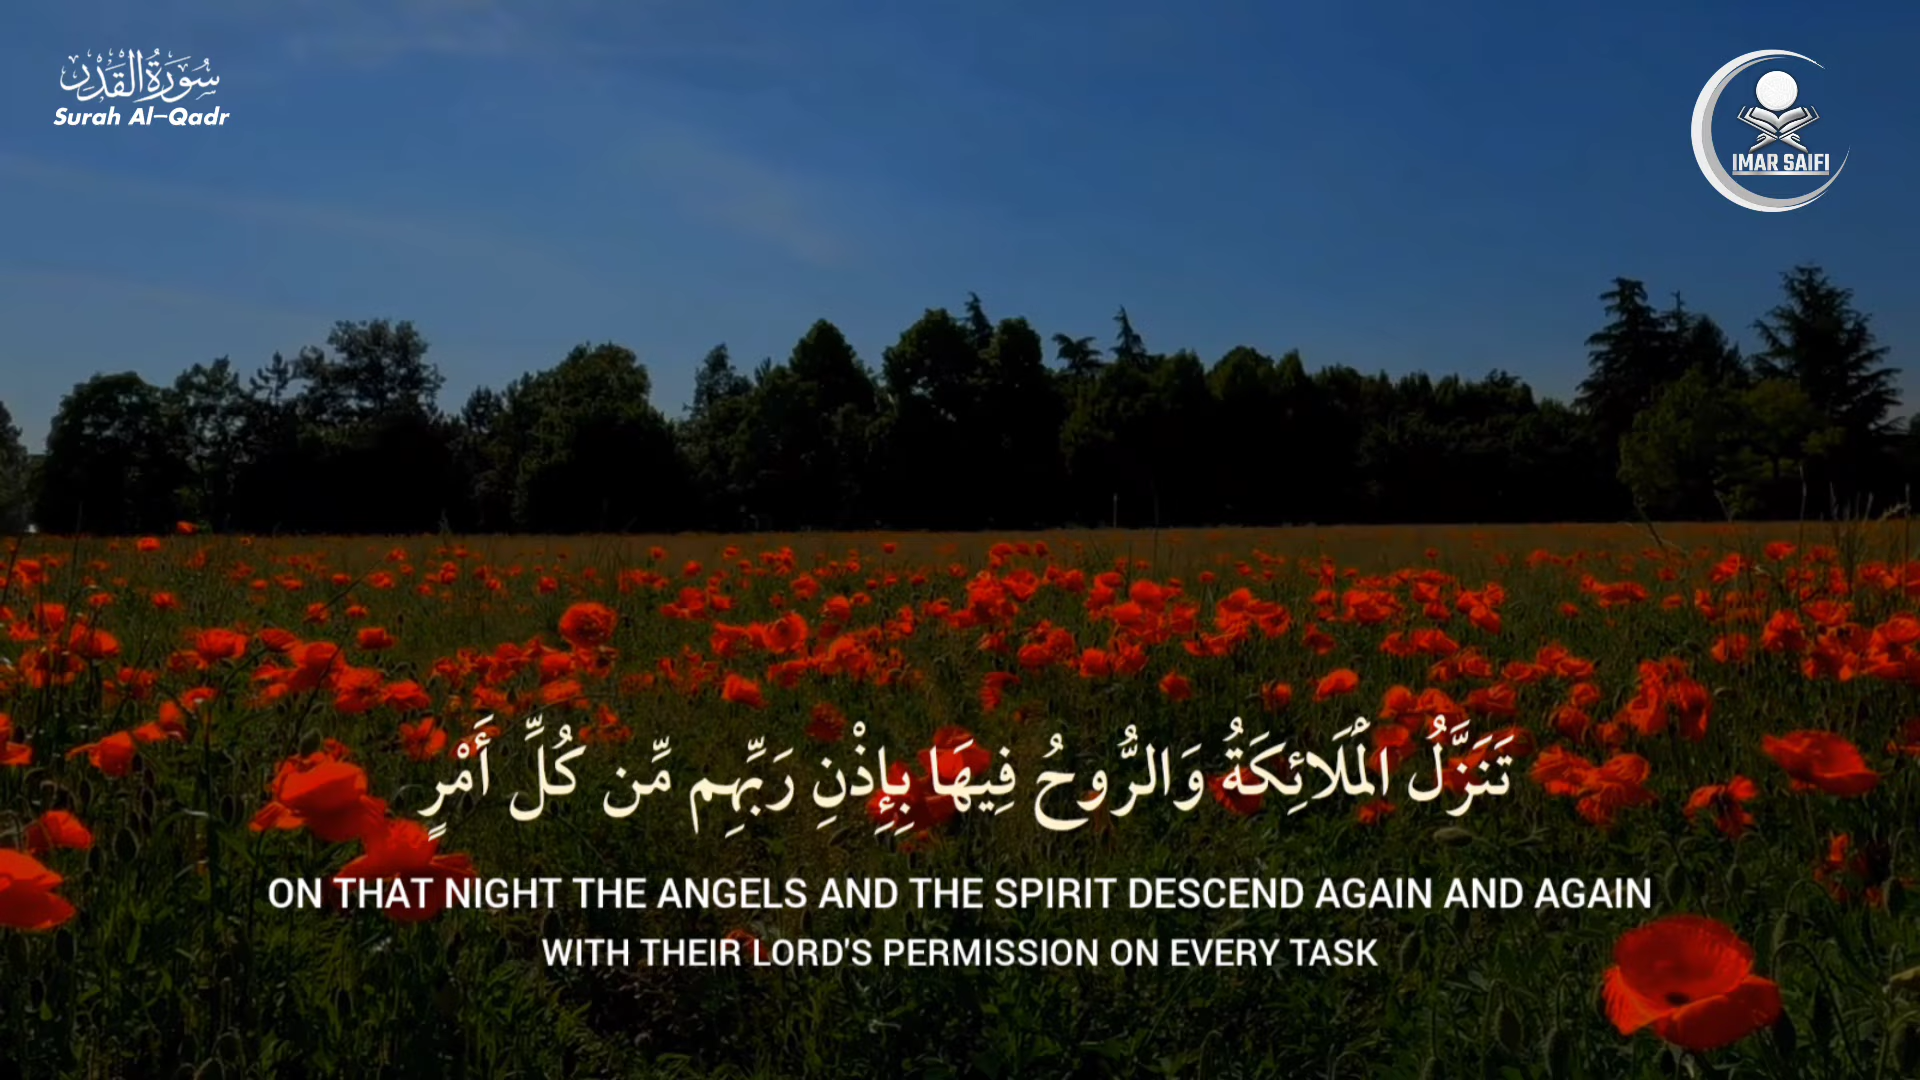 سُورَةُ الْقَدْرِ
Surah Al-Qadr
IMAR SAIFI
تَنَزَّلُ الْمَلَائِكَةُ وَالرُّوحُ فِيهَا بِإِذْنِ رَبِّهِم مِّن كُلِّ أَمْرٍ
ON THAT NIGHT THE ANGELS AND THE SPIRIT DESCEND AGAIN AND AGAIN
WITH THEIR LORD'S PERMISSION ON EVERY TASK